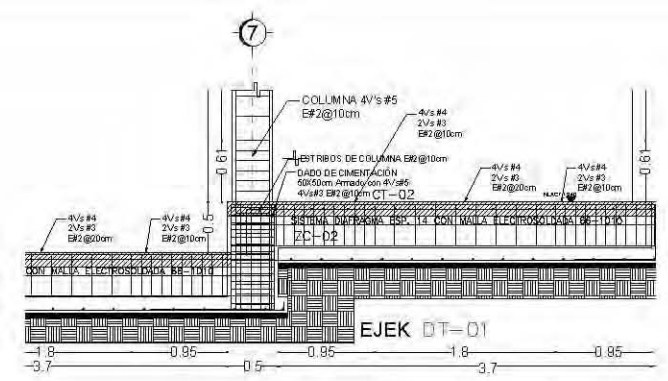 7
COLUMNA 4V's #5
E#2@10cm
4Vs #4
2Vs #3
E#2@10cm
0.61
0.61
ESTRIBOS DE COLUMNA E#2@10cm
DADO DE CIMENTACIÓN
50X50cm Armado con 4Vs#5
4Vs#3 E#2@10cm
CT-02
4Vs #4
2Vs #3
E#2@20cm
4Vs #4
2Vs #3
E#2@10cm
0.5
4Vs #4
2Vs #3
E#2@20cm
4Vs #4
2Vs #3
E#2@10cm
SISTEMA DIAFRAGMA ESP. 14 CON MALLA ELECTROSOLDADA 66-1010
ZC-02
CON MALLA ELECTROSOLDADA 66-1010
EJEK DT-01
1.8 0.95 0.95 1.8 0.95
3.7 0.5 3.7